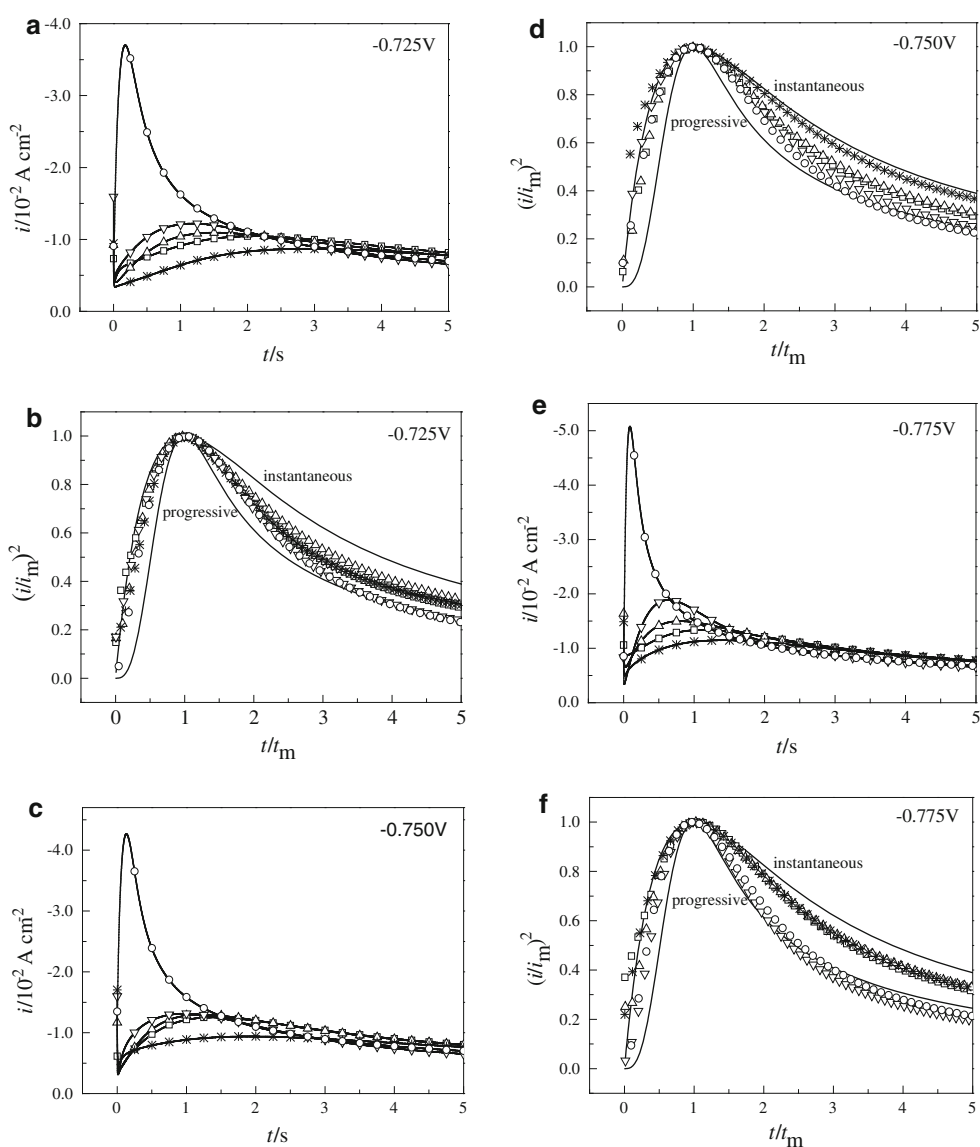 a
-0.725V
i/10⁻² A cm⁻²
-4.0
-3.0
-2.0
-1.0
0.0
0 1 2 3 4 5
t/s
b
-0.725V
instantaneous
progressive
(i/iₘ)²
1.0
0.8
0.6
0.4
0.2
0.0
0 1 2 3 4 5
t/tₘ
c
-0.750V
i/10⁻² A cm⁻²
-4.0
-3.0
-2.0
-1.0
0.0
0 1 2 3 4 5
t/s
d
-0.750V
instantaneous
progressive
(i/iₘ)²
1.0
0.8
0.6
0.4
0.2
0.0
0 1 2 3 4 5
t/tₘ
e
-0.775V
i/10⁻² A cm⁻²
-5.0
-4.0
-3.0
-2.0
-1.0
0.0
0 1 2 3 4 5
t/s
f
-0.775V
instantaneous
progressive
(i/iₘ)²
1.0
0.8
0.6
0.4
0.2
0.0
0 1 2 3 4 5
t/tₘ